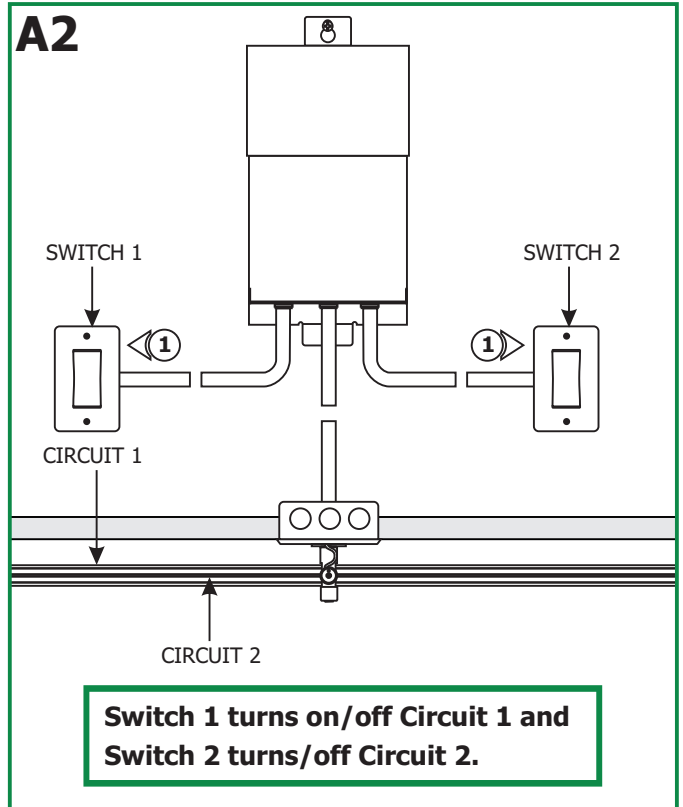 A2
SWITCH 1
SWITCH 2
1
1
CIRCUIT 1
CIRCUIT 2
Switch 1 turns on/off Circuit 1 and
Switch 2 turns/off Circuit 2.